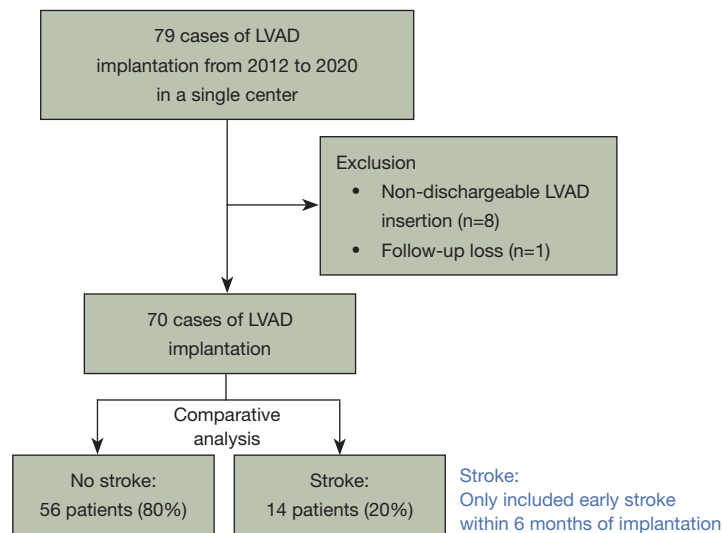 79 cases of LVAD
implantation from 2012 to 2020
in a single center
Exclusion
• Non-dischargeable LVAD
insertion (n=8)
• Follow-up loss (n=1)
70 cases of LVAD
implantation
Comparative
analysis
No stroke:
56 patients (80%)
Stroke:
14 patients (20%)
Stroke:
Only included early stroke
within 6 months of implantation